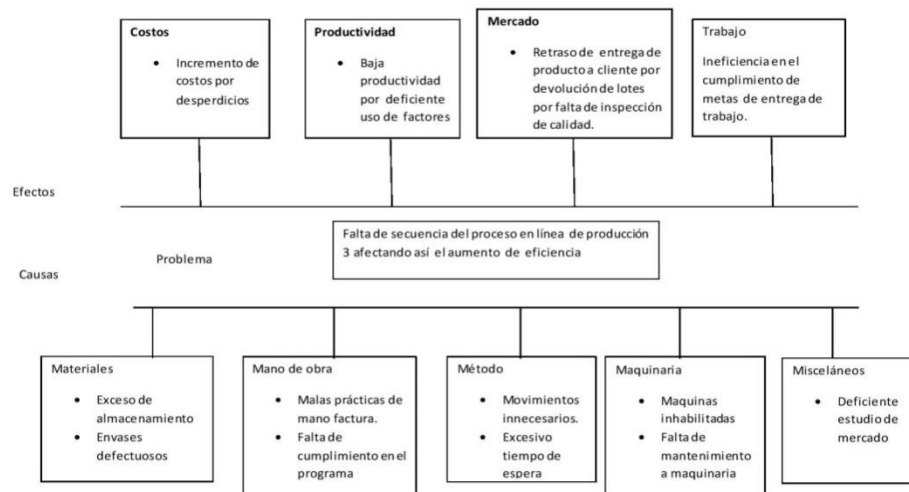 Costos
• Incremento de
costos por
desperdicios
Productividad
• Baja
productividad
por deficiente
uso de factores
Mercado
• Retraso de entrega de
producto a cliente por
devolución de lotes
por falta de inspección
de calidad.
Trabajo
Ineficiencia en el
cumplimiento de
metas de entrega de
trabajo.
Efectos
Falta de secuencia del proceso en línea de producción
3 afectando así el aumento de eficiencia
Problema
Causas
Materiales
• Exceso de
almacenamiento
• Envases
defectuosos
Mano de obra
• Malas prácticas de
mano factura.
• Falta de
cumplimiento en el
programa
Método
• Movimientos
innecesarios.
• Excesivo
tiempo de
espera
Maquinaria
• Maquinas
inhabilitadas
• Falta de
mantenimiento
a maquinaria
Misceláneos
• Deficiente
estudio de
mercado